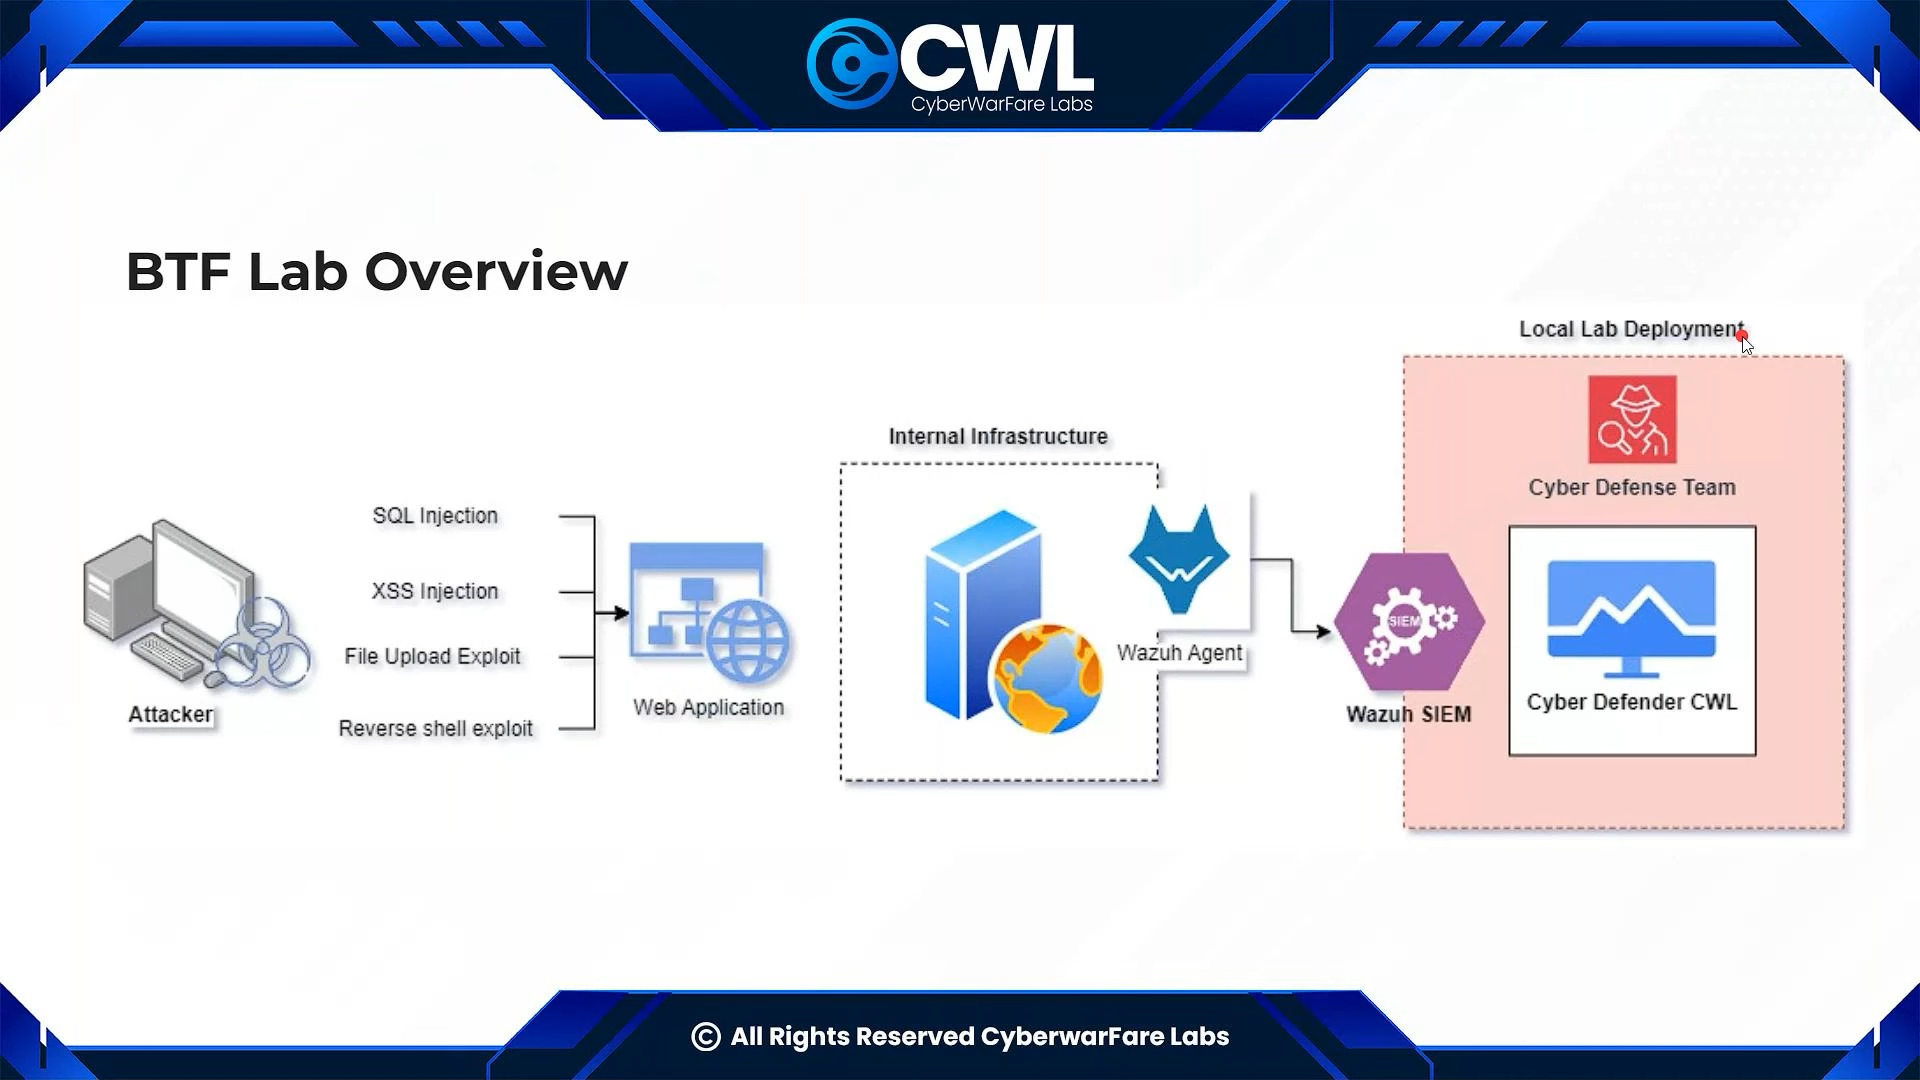 CWL
CyberWarFare Labs
BTF Lab Overview
Local Lab Deployment
Cyber Defense Team
Internal Infrastructure
SQL Injection
XSS Injection
File Upload Exploit
Reverse shell exploit
Attacker
Web Application
Wazuh Agent
SIEM
Wazuh SIEM
Cyber Defender CWL
© All Rights Reserved CyberwarFare Labs